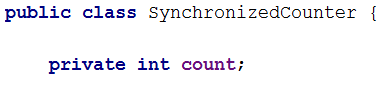 public class SynchronizedCounter {
    private int count;